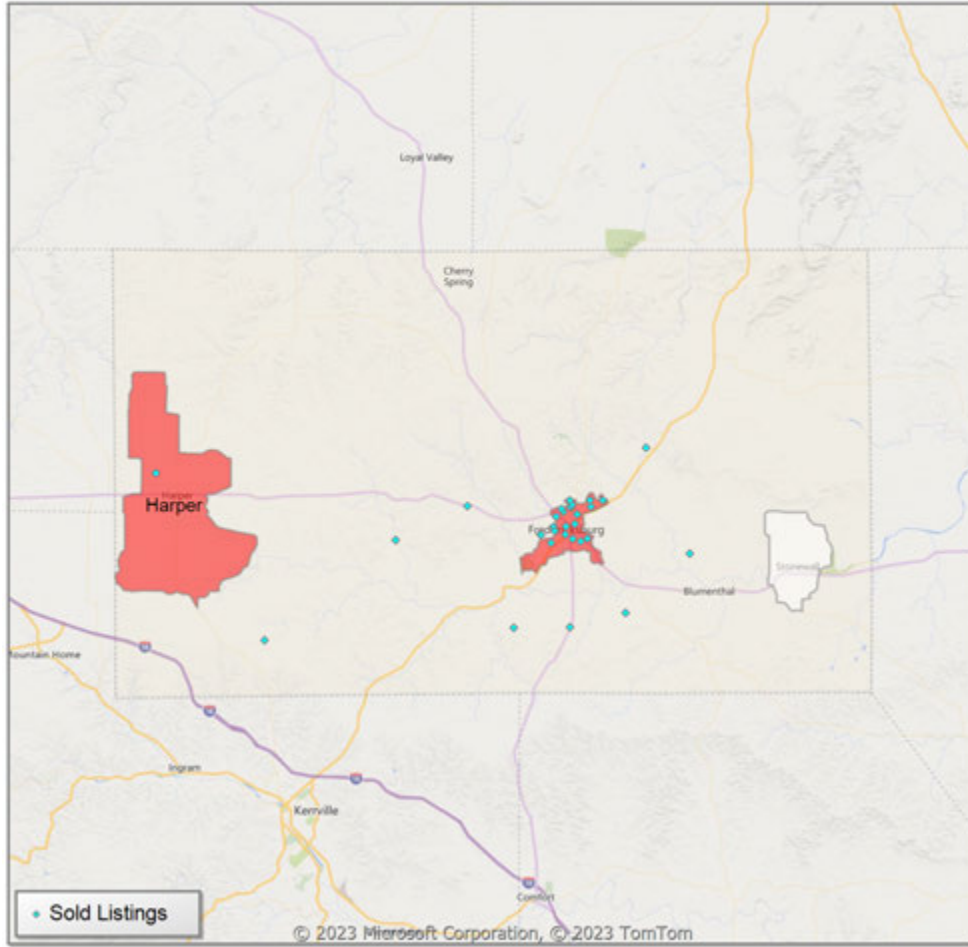 Loyal Valley
Cherry
Spring
Harper
Harper
Stonewall
Blumenthal
Mountain Home
Ingram
Kerrville
Comfort
Sold Listings
© 2023 Microsoft Corporation, © 2023 TomTom